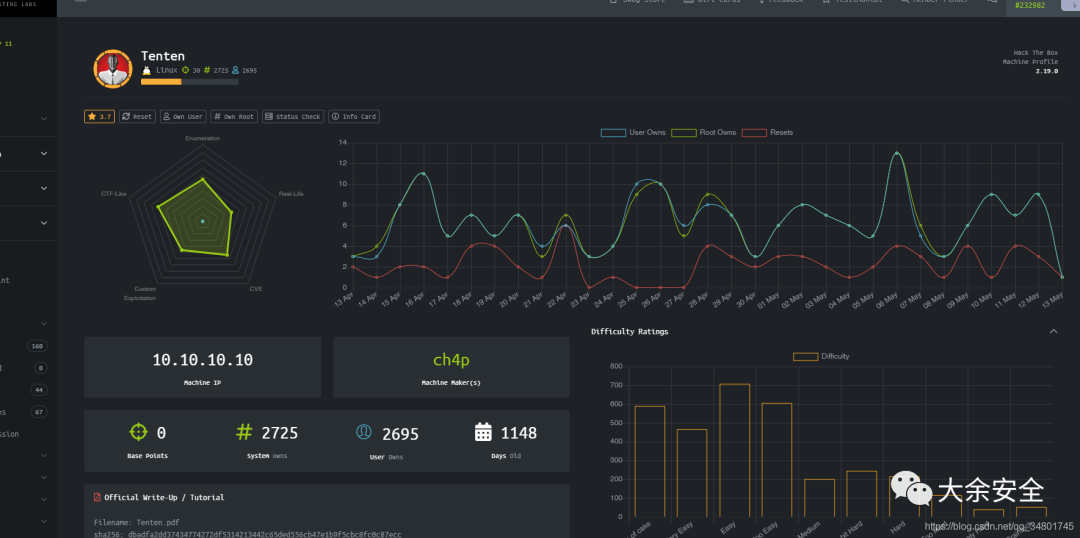 STING LABS
Swag Store Gift Cards Feedback Testimonial Member Finder
#232982
11
Tenten
Linux 30 2725 2695
Hack The Box
Machine Profile
2.19.0
3.7 Reset Own User Own Root Status Check Info Card
Enumeration
Real-Life
CVE
Custom
Exploitation
CTF-Like
User Owns Root Owns Resets
14
12
10
8
6
4
2
0
13 Apr 14 Apr 15 Apr 16 Apr 17 Apr 18 Apr 19 Apr 20 Apr 21 Apr 22 Apr 23 Apr 24 Apr 25 Apr 26 Apr 27 Apr 28 Apr 29 Apr 30 Apr 01 May 02 May 03 May 04 May 05 May 06 May 07 May 08 May 09 May 10 May 11 May 12 May 13 May
nt
160
0
44
ns 67
ssion
10.10.10.10
Machine IP
ch4p
Machine Maker(s)
0
Base Points
2725
System owns
2695
User Owns
1148
Days Old
Official Write-Up / Tutorial
Filename: Tenten.pdf
Difficulty Ratings
Difficulty
800
700
600
500
400
300
200
100
0
of cake
Easy
Easy
Easy
Medium
Hard
Hard
大余安全
https://blog.csdn.net/qq_34801745